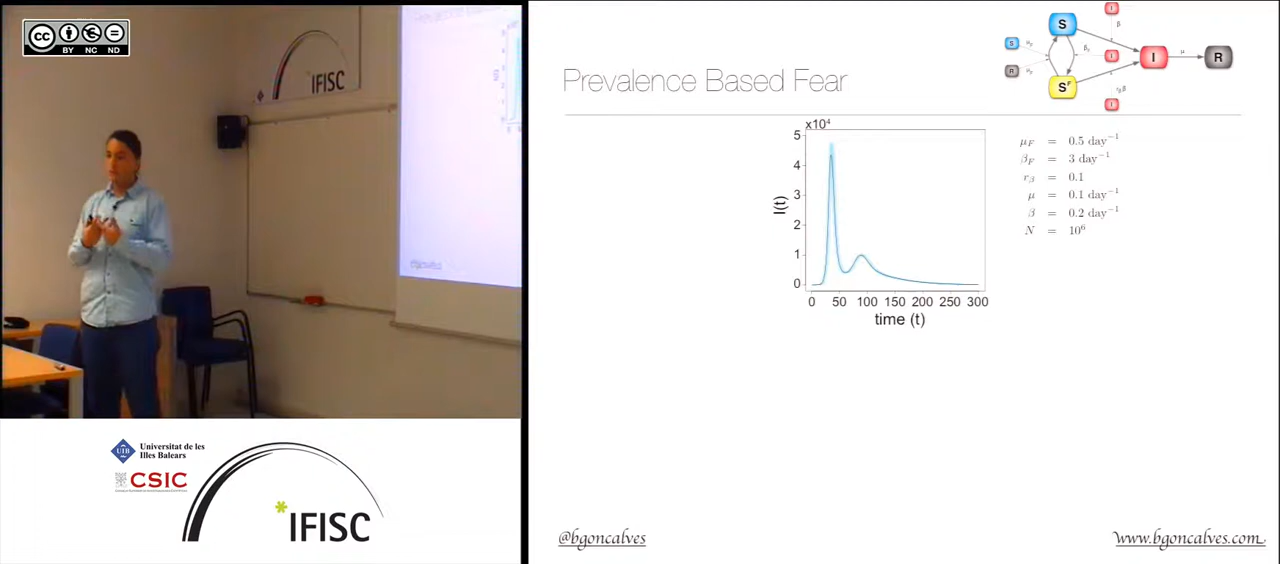 cc
BY NC ND
IFISC
Universitat de les
Illes Balears
UIB
CSIC
*IFISC
Prevalence Based Fear
S
I
R
S^F
S
R
I
I
I
μ
β
x10⁴
5
4
3
2
1
0
I(t)
0 50 100 150 200 250 300
time (t)
μ_F = 0.5 day⁻¹
β_F = 3 day⁻¹
r_β = 0.1
μ = 0.1 day⁻¹
β = 0.2 day⁻¹
N = 10⁶
@bgoncalves
www.bgoncalves.com